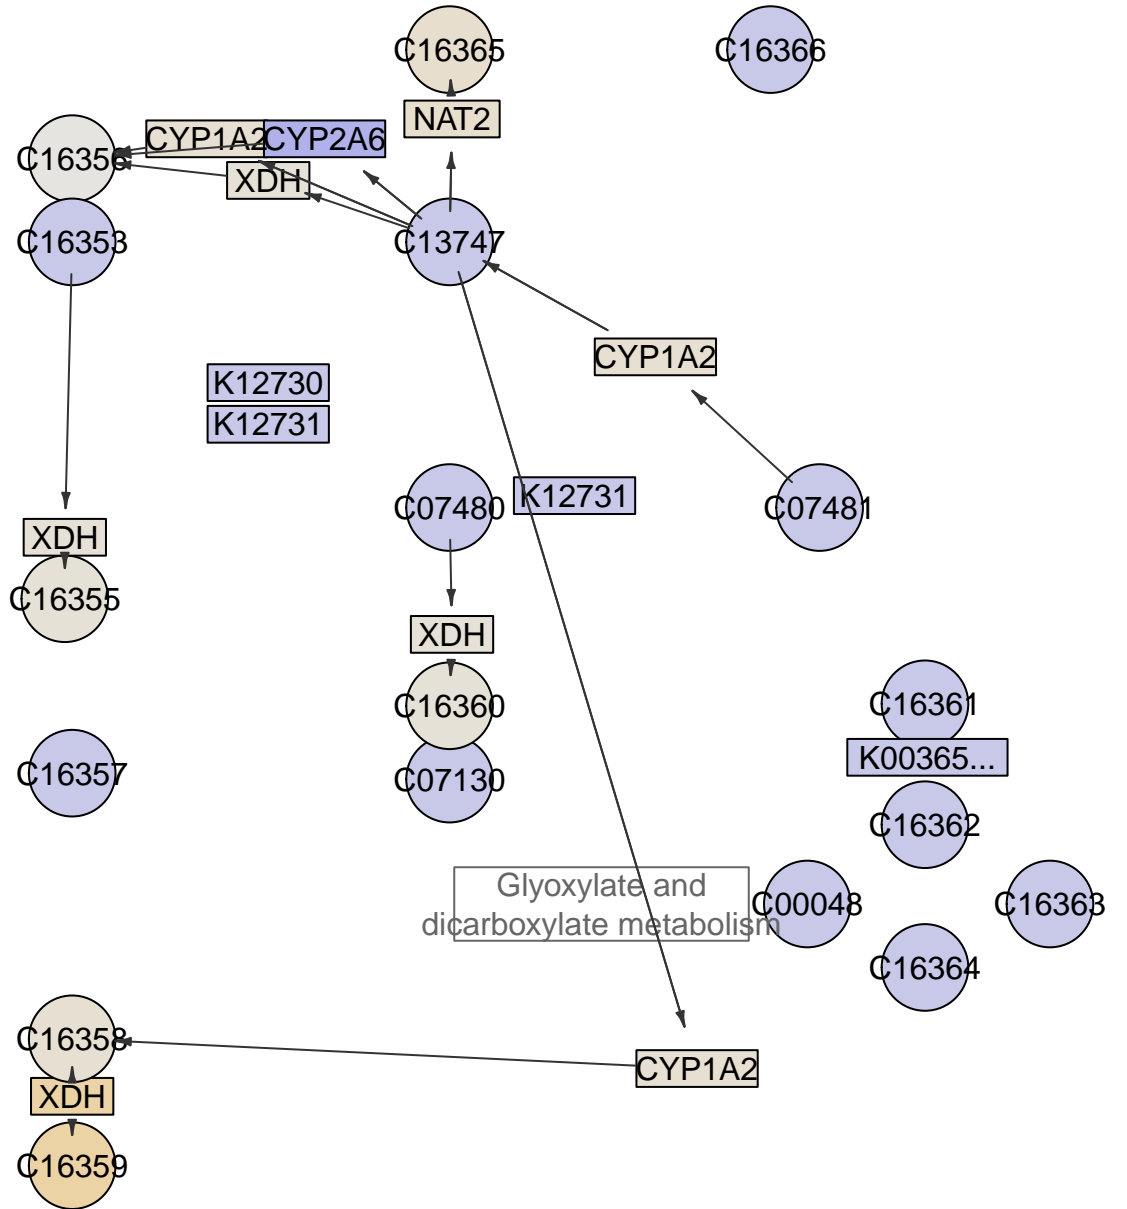 C16365
C16366
NAT2
CYP1A2
CYP2A6
C16356
XDH
C16353
C13747
CYP1A2
K12730
K12731
K12731
C07480
C07481
XDH
C16355
XDH
C16360
C16361
K00365...
C16357
C07130
C16362
Glyoxylate and
dicarboxylate metabolism
C00048
C16363
C16364
C16358
CYP1A2
XDH
C16359